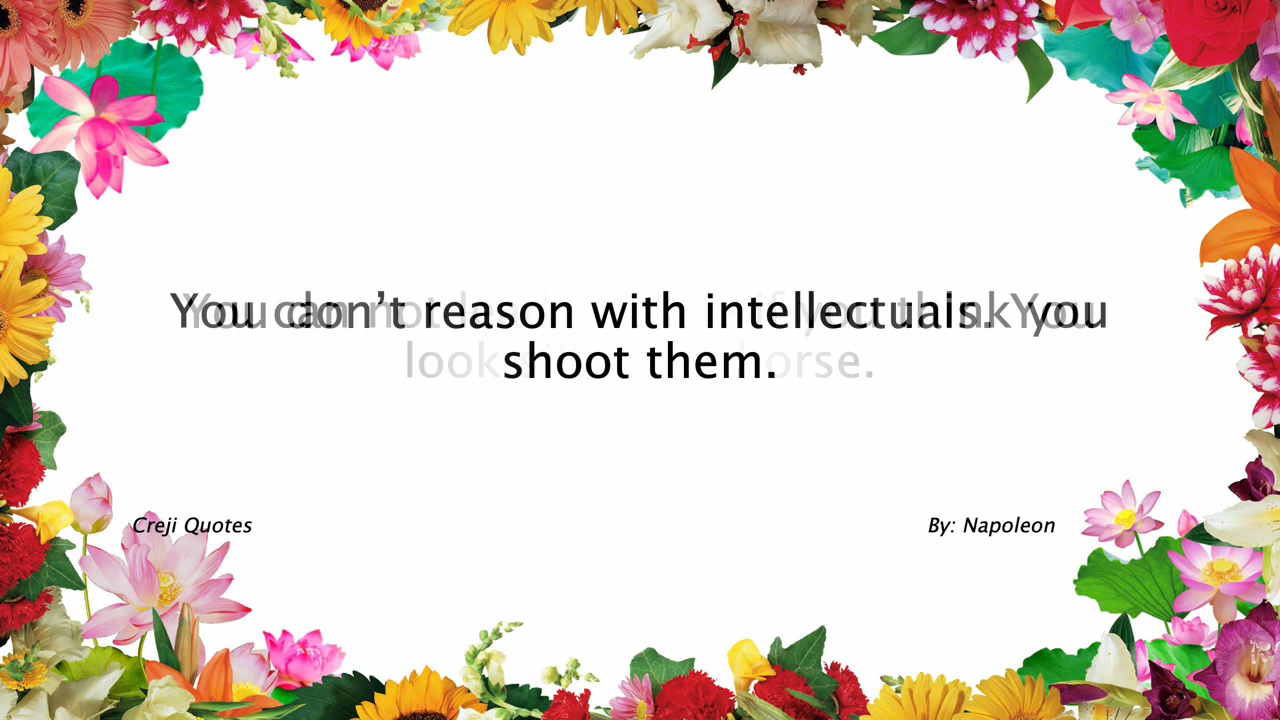 You don’t reason with intellectuals. You
shoot them.
Creji Quotes
By: Napoleon